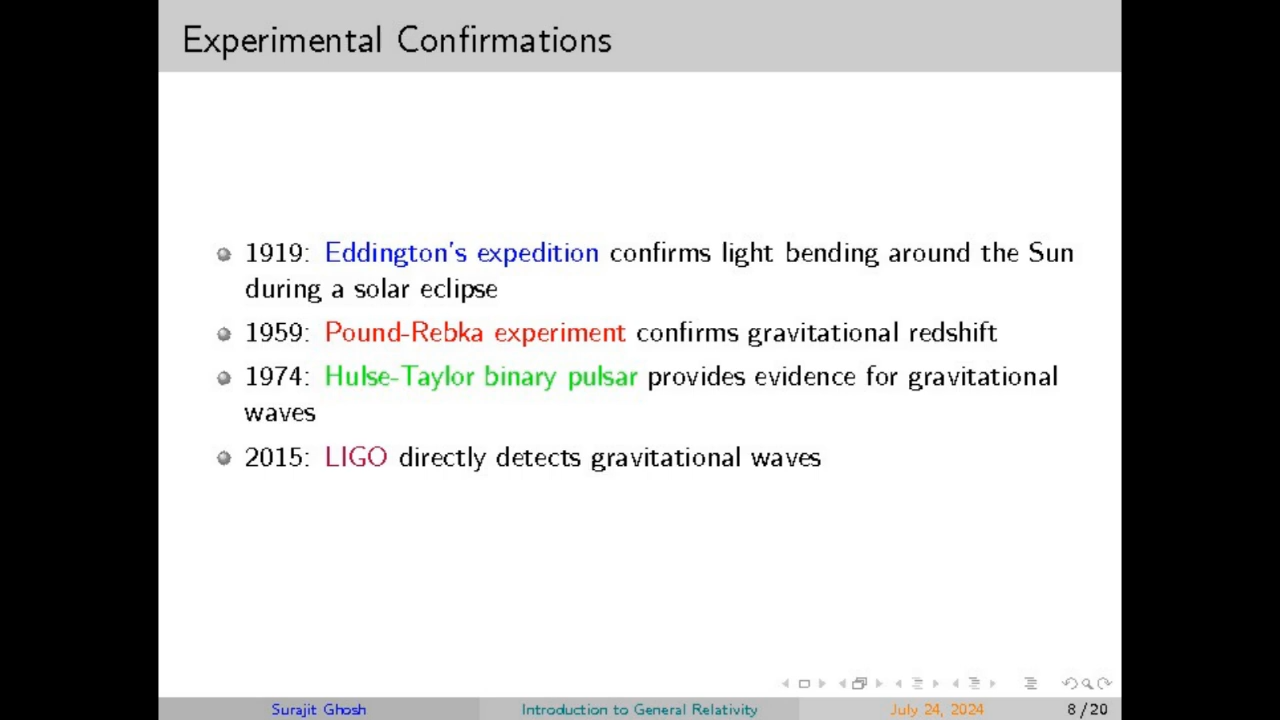 Experimental Confirmations
1919: Eddington's expedition confirms light bending around the Sun
during a solar eclipse
1959: Pound-Rebka experiment confirms gravitational redshift
1974: Hulse-Taylor binary pulsar provides evidence for gravitational
waves
2015: LIGO directly detects gravitational waves
Surajit Ghosh Introduction to General Relativity July 24, 2024 8 / 20